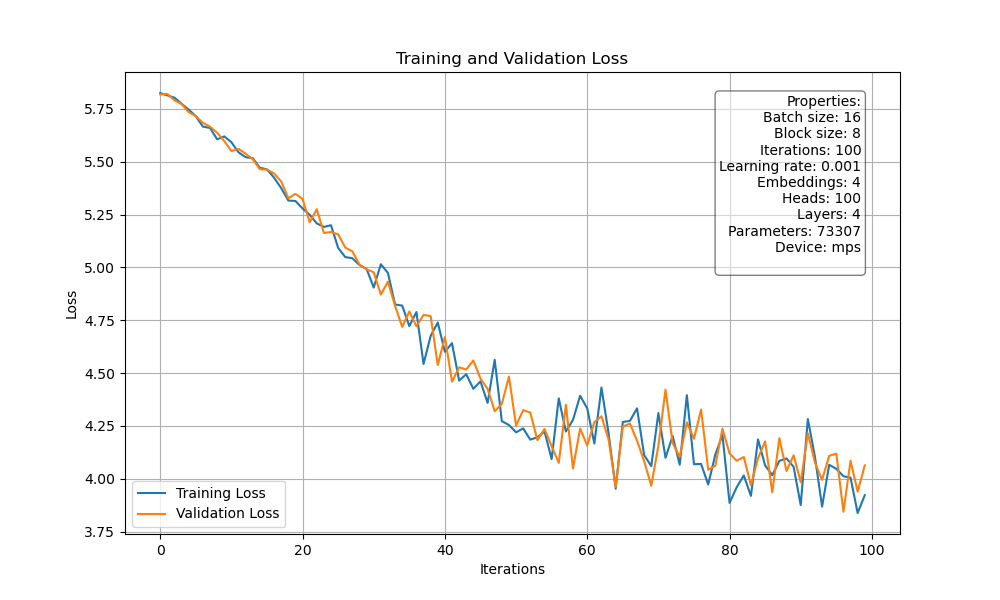 Training and Validation Loss
Properties:
Batch size: 16
Block size: 8
Iterations: 100
Learning rate: 0.001
Embeddings: 4
Heads: 100
Layers: 4
Parameters: 73307
Device: mps
5.75
5.50
5.25
5.00
4.75
4.50
4.25
4.00
3.75
Loss
Training Loss
Validation Loss
0 20 40 60 80 100
Iterations